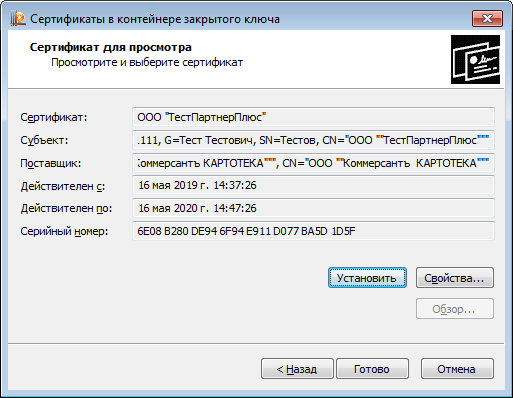 Сертификаты в контейнере закрытого ключа
Сертификат для просмотра
Просмотрите и выберите сертификат
Сертификат: ООО "ТестПартнерПлюс"
Субъект: .111, G=Тест Тестович, SN=Тестов, CN="ООО ""ТестПартнерПлюс"""
Поставщик: Коммерсантъ КАРТОТЕКА""", CN="ООО ""Коммерсантъ КАРТОТЕКА"""
Действителен с: 16 мая 2019 г. 14:37:26
Действителен по: 16 мая 2020 г. 14:47:26
Серийный номер: 6E08 B280 DE94 6F94 E911 D077 BA5D 1D5F
Установить Свойства...
Обзор...
< Назад Готово Отмена